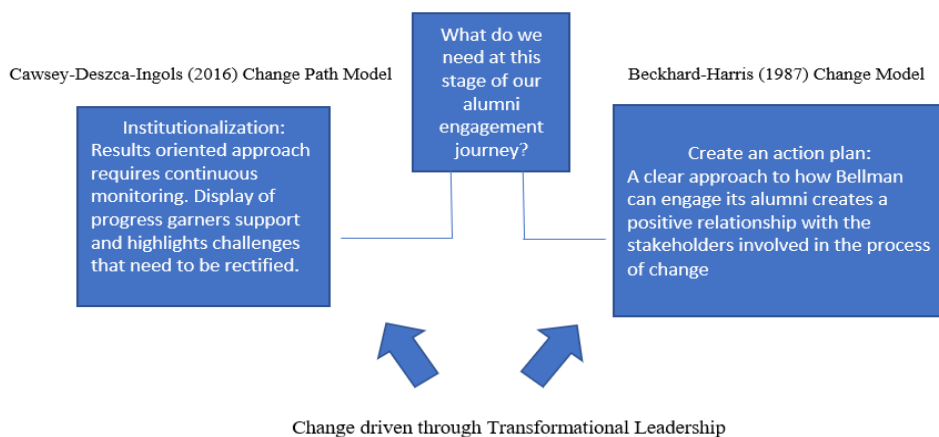 What do we
need at this
stage of our
alumni
engagement
journey?
Cawsey-Deszca-Ingols (2016) Change Path Model
Beckhard-Harris (1987) Change Model
Institutionalization:
Results oriented approach
requires continuous
monitoring. Display of
progress garners support
and highlights challenges
that need to be rectified.
Create an action plan:
A clear approach to how Bellman
can engage its alumni creates a
positive relationship with the
stakeholders involved in the process
of change
Change driven through Transformational Leadership